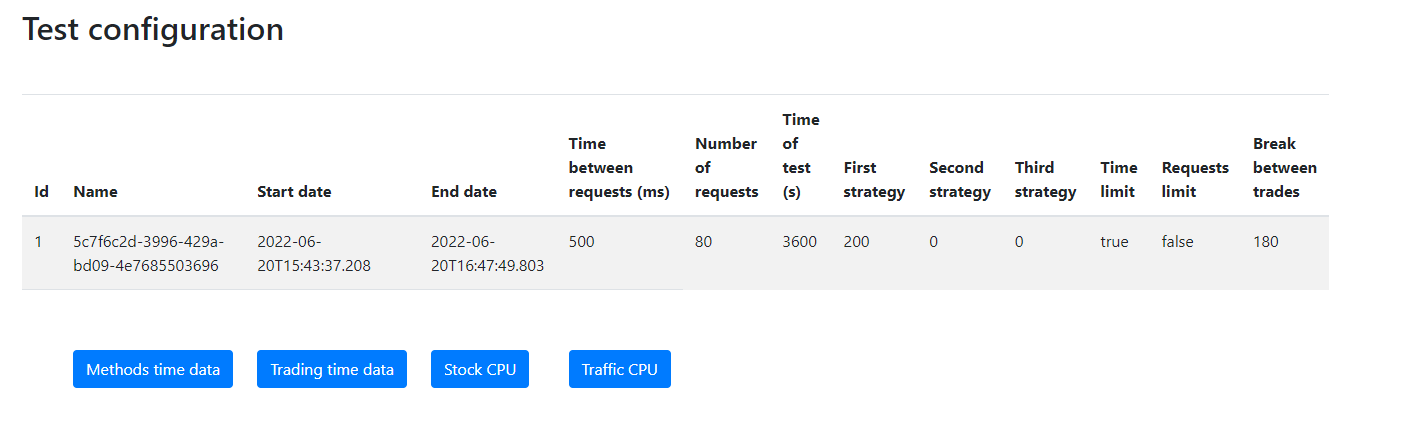 Test configuration
Time
of
test
(s)
Time
between
requests (ms)
Number
of
requests
Break
between
trades
First
strategy
Second
strategy
Third
strategy
Time
limit
Requests
limit
Id Name Start date End date
1 5c7f6c2d-3996-429a- 2022-06- 2022-06- 500 80 3600 200 0 0 true false 180
bd09-4e7685503696 20T15:43:37.208 20T16:47:49.803
Methods time data Trading time data Stock CPU Traffic CPU